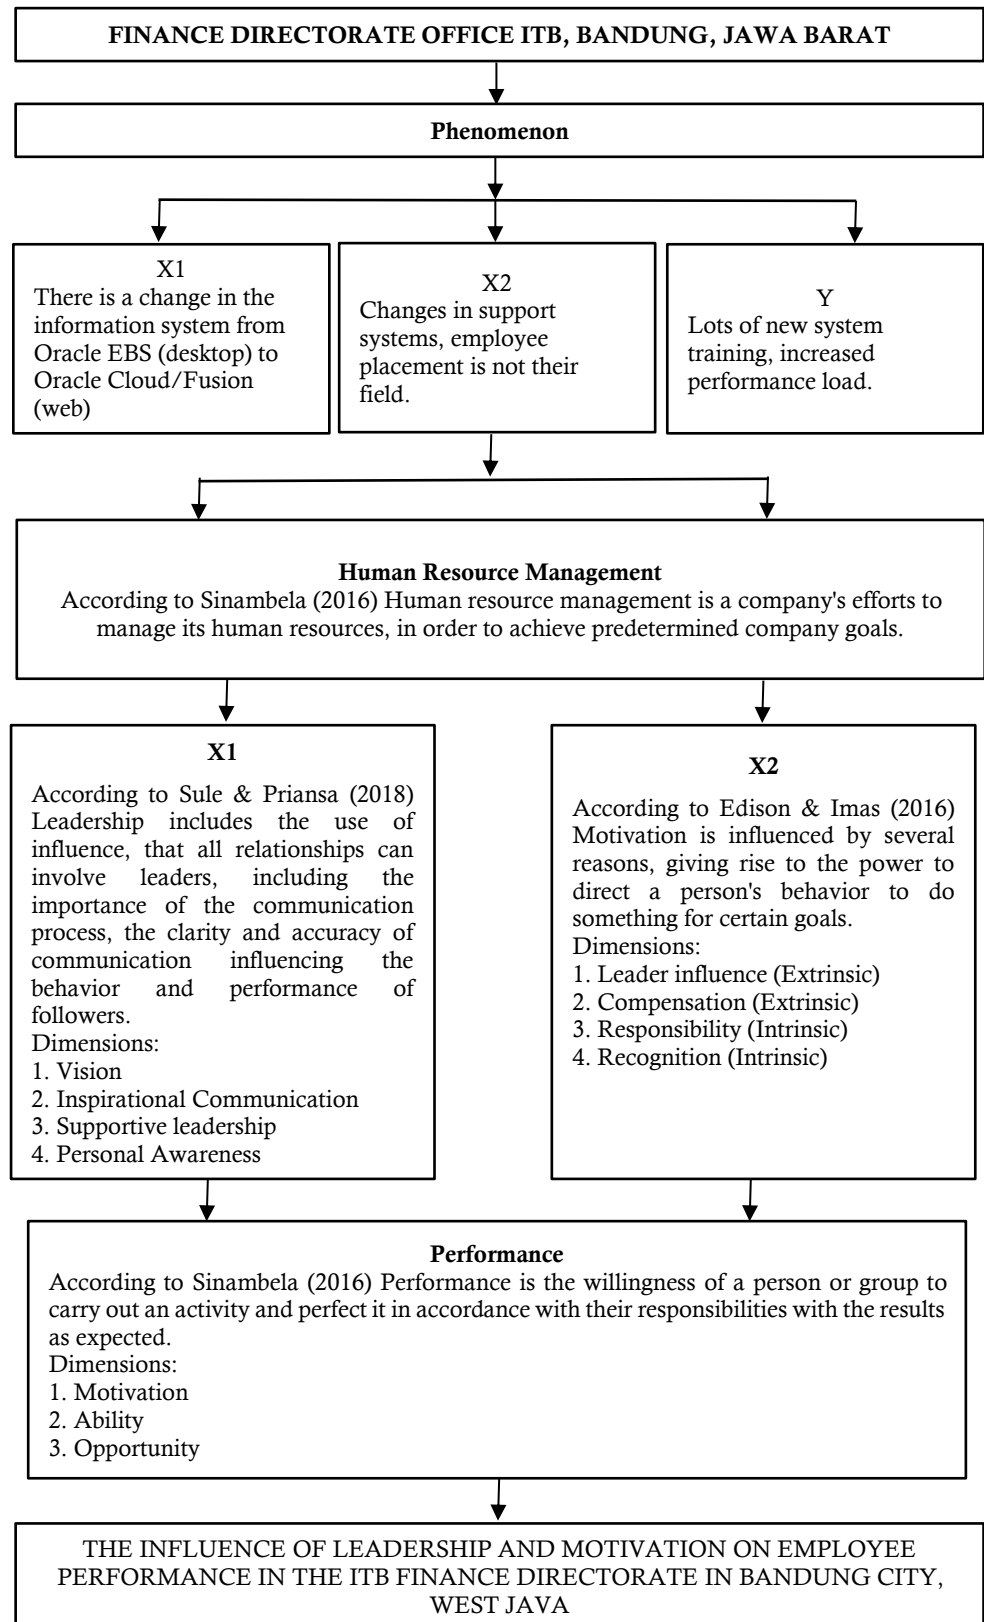 FINANCE DIRECTORATE OFFICE ITB, BANDUNG, JAWA BARAT
Phenomenon
X1
There is a change in the
information system from
Oracle EBS (desktop) to
Oracle Cloud/Fusion
(web)
X2
Changes in support
systems, employee
placement is not their
field.
Y
Lots of new system
training, increased
performance load.
Human Resource Management
According to Sinambela (2016) Human resource management is a company's efforts to
manage its human resources, in order to achieve predetermined company goals.
X1
According to Sule & Priansa (2018)
Leadership includes the use of
influence, that all relationships can
involve leaders, including the
importance of the communication
process, the clarity and accuracy of
communication influencing the
behavior and performance of
followers.
Dimensions:
1. Vision
2. Inspirational Communication
3. Supportive leadership
4. Personal Awareness
X2
According to Edison & Imas (2016)
Motivation is influenced by several
reasons, giving rise to the power to
direct a person's behavior to do
something for certain goals.
Dimensions:
1. Leader influence (Extrinsic)
2. Compensation (Extrinsic)
3. Responsibility (Intrinsic)
4. Recognition (Intrinsic)
Performance
According to Sinambela (2016) Performance is the willingness of a person or group to
carry out an activity and perfect it in accordance with their responsibilities with the results
as expected.
Dimensions:
1. Motivation
2. Ability
3. Opportunity
THE INFLUENCE OF LEADERSHIP AND MOTIVATION ON EMPLOYEE
PERFORMANCE IN THE ITB FINANCE DIRECTORATE IN BANDUNG CITY,
WEST JAVA